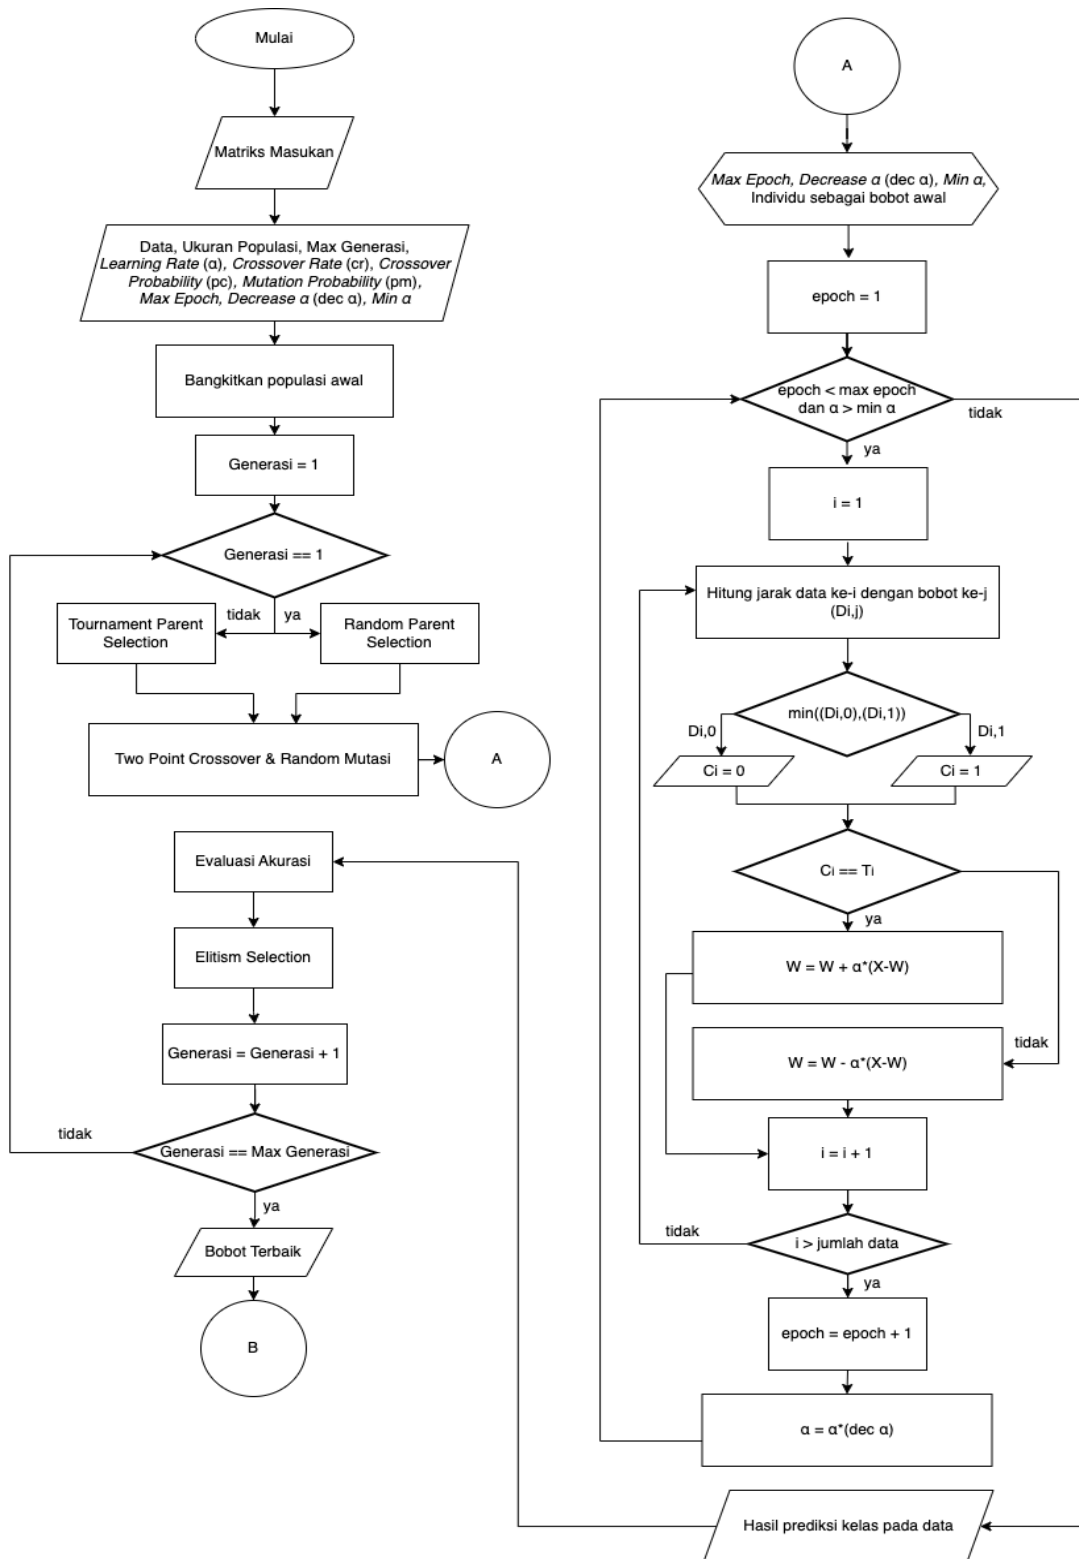 Mulai
Matriks Masukan
Data, Ukuran Populasi, Max Generasi,
Learning Rate (α), Crossover Rate (cr), Crossover
Probability (pc), Mutation Probability (pm),
Max Epoch, Decrease α (dec α), Min α
Bangkitkan populasi awal
Generasi = 1
Generasi == 1
tidak
ya
Tournament Parent
Selection
Random Parent
Selection
Two Point Crossover & Random Mutasi
A
Evaluasi Akurasi
Elitism Selection
Generasi = Generasi + 1
tidak
Generasi == Max Generasi
ya
Bobot Terbaik
B
A
Max Epoch, Decrease α (dec α), Min α,
Individu sebagai bobot awal
epoch = 1
epoch < max epoch
dan α > min α
tidak
ya
i = 1
Hitung jarak data ke-i dengan bobot ke-j
(Di,j)
min((Di,0),(Di,1))
Di,0
Di,1
Ci = 0
Ci = 1
Ci == Ti
ya
W = W + α*(X-W)
tidak
W = W - α*(X-W)
i = i + 1
tidak
i > jumlah data
ya
epoch = epoch + 1
α = α*(dec α)
Hasil prediksi kelas pada data